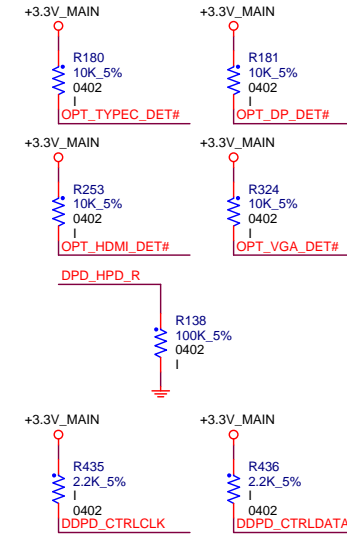 +3.3V_MAIN
R180
10K_5%
0402
I
OPT_TYPEC_DET#
+3.3V_MAIN
R181
10K_5%
0402
I
OPT_DP_DET#
+3.3V_MAIN
R253
10K_5%
0402
I
OPT_HDMI_DET#
+3.3V_MAIN
R324
10K_5%
0402
I
OPT_VGA_DET#
DPD_HPD_R
R138
100K_5%
0402
I
+3.3V_MAIN
R435
2.2K_5%
I
0402
DDPD_CTRLCLK
+3.3V_MAIN
R436
2.2K_5%
I
0402
DDPD_CTRLDATA